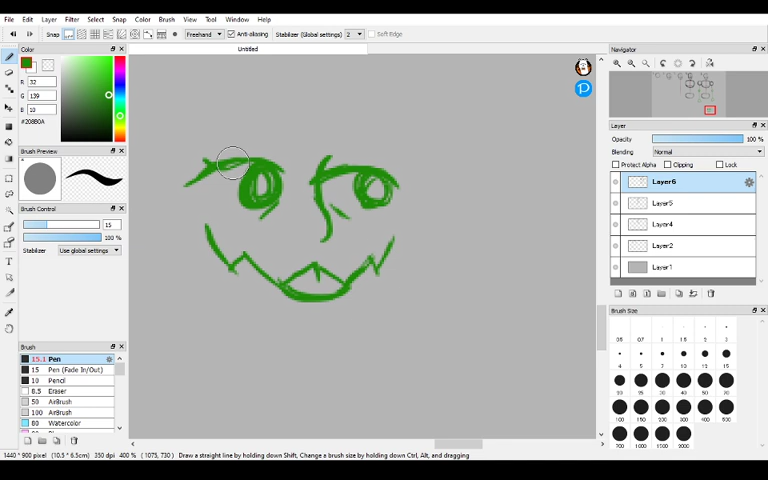 File Edit Layer Select Snap Color Brush View Tool Window Help
Snap Freehand Anti-aliasing Stabilizer (Global settings) 2 Soft Edge
Untitled
Color
R 32
G 139
B 10
#208B0A
Brush Preview
Brush Control
15
100 %
Stabilizer Use global settings
Brush
15.1 Pen
15 Pen (Fade In/Out)
10 Pencil
8.5 Eraser
50 AirBrush
100 AirBrush
80 Watercolor
Navigator
Layer
Opacity 100 %
Blending Normal
Protect Alpha Clipping Lock
Layer6
Layer5
Layer4
Layer2
Layer1
Brush Size
1440 * 900 pixel (10.5 * 6.5cm) 350 dpi 400 % ( 1075, 730 ) Draw a straight line by holding down Shift, Change a brush size by holding down Ctrl, Alt, and dragging